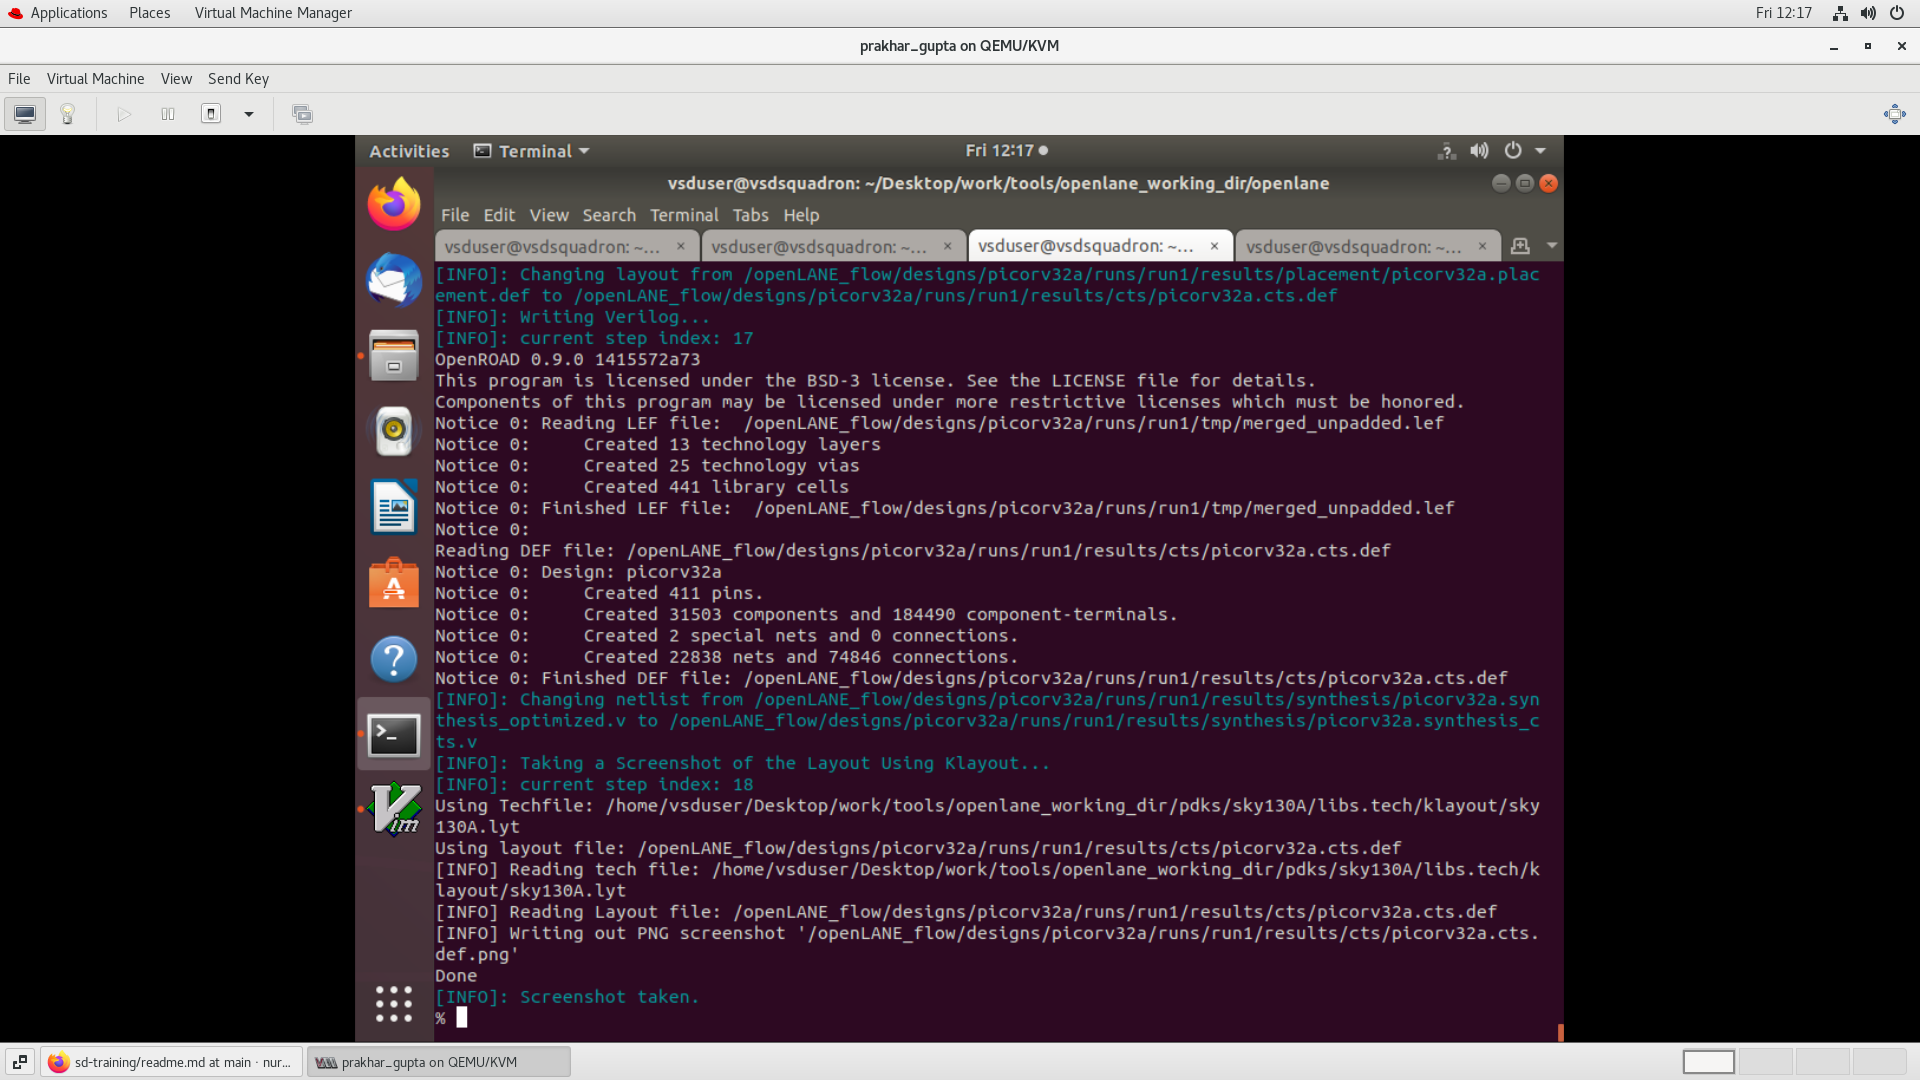 Applications Places Virtual Machine Manager Fri 12:17
prakhar_gupta on QEMU/KVM
File Virtual Machine View Send Key
Activities Terminal Fri 12:17
vsduser@vsdsquadron: ~/Desktop/work/tools/openlane_working_dir/openlane
File Edit View Search Terminal Tabs Help
vsduser@vsdsquadron: ~... vsduser@vsdsquadron: ~... vsduser@vsdsquadron: ~... vsduser@vsdsquadron: ~...
[INFO]: Changing layout from /openLANE_flow/designs/picorv32a/runs/run1/results/placement/picorv32a.plac
ement.def to /openLANE_flow/designs/picorv32a/runs/run1/results/cts/picorv32a.cts.def
[INFO]: Writing Verilog...
[INFO]: current step index: 17
OpenROAD 0.9.0 1415572a73
This program is licensed under the BSD-3 license. See the LICENSE file for details.
Components of this program may be licensed under more restrictive licenses which must be honored.
Notice 0: Reading LEF file:  /openLANE_flow/designs/picorv32a/runs/run1/tmp/merged_unpadded.lef
Notice 0:     Created 13 technology layers
Notice 0:     Created 25 technology vias
Notice 0:     Created 441 library cells
Notice 0: Finished LEF file:  /openLANE_flow/designs/picorv32a/runs/run1/tmp/merged_unpadded.lef
Notice 0:
Reading DEF file: /openLANE_flow/designs/picorv32a/runs/run1/results/cts/picorv32a.cts.def
Notice 0: Design: picorv32a
Notice 0:     Created 411 pins.
Notice 0:     Created 31503 components and 184490 component-terminals.
Notice 0:     Created 2 special nets and 0 connections.
Notice 0:     Created 22838 nets and 74846 connections.
Notice 0: Finished DEF file: /openLANE_flow/designs/picorv32a/runs/run1/results/cts/picorv32a.cts.def
[INFO]: Changing netlist from /openLANE_flow/designs/picorv32a/runs/run1/results/synthesis/picorv32a.syn
thesis_optimized.v to /openLANE_flow/designs/picorv32a/runs/run1/results/synthesis/picorv32a.synthesis_c
ts.v
[INFO]: Taking a Screenshot of the Layout Using Klayout...
[INFO]: current step index: 18
Using Techfile: /home/vsduser/Desktop/work/tools/openlane_working_dir/pdks/sky130A/libs.tech/klayout/sky
130A.lyt
Using layout file: /openLANE_flow/designs/picorv32a/runs/run1/results/cts/picorv32a.cts.def
[INFO] Reading tech file: /home/vsduser/Desktop/work/tools/openlane_working_dir/pdks/sky130A/libs.tech/k
layout/sky130A.lyt
[INFO] Reading Layout file: /openLANE_flow/designs/picorv32a/runs/run1/results/cts/picorv32a.cts.def
[INFO] Writing out PNG screenshot '/openLANE_flow/designs/picorv32a/runs/run1/results/cts/picorv32a.cts.
def.png'
Done
[INFO]: Screenshot taken.
%
sd-training/readme.md at main · nur... prakhar_gupta on QEMU/KVM